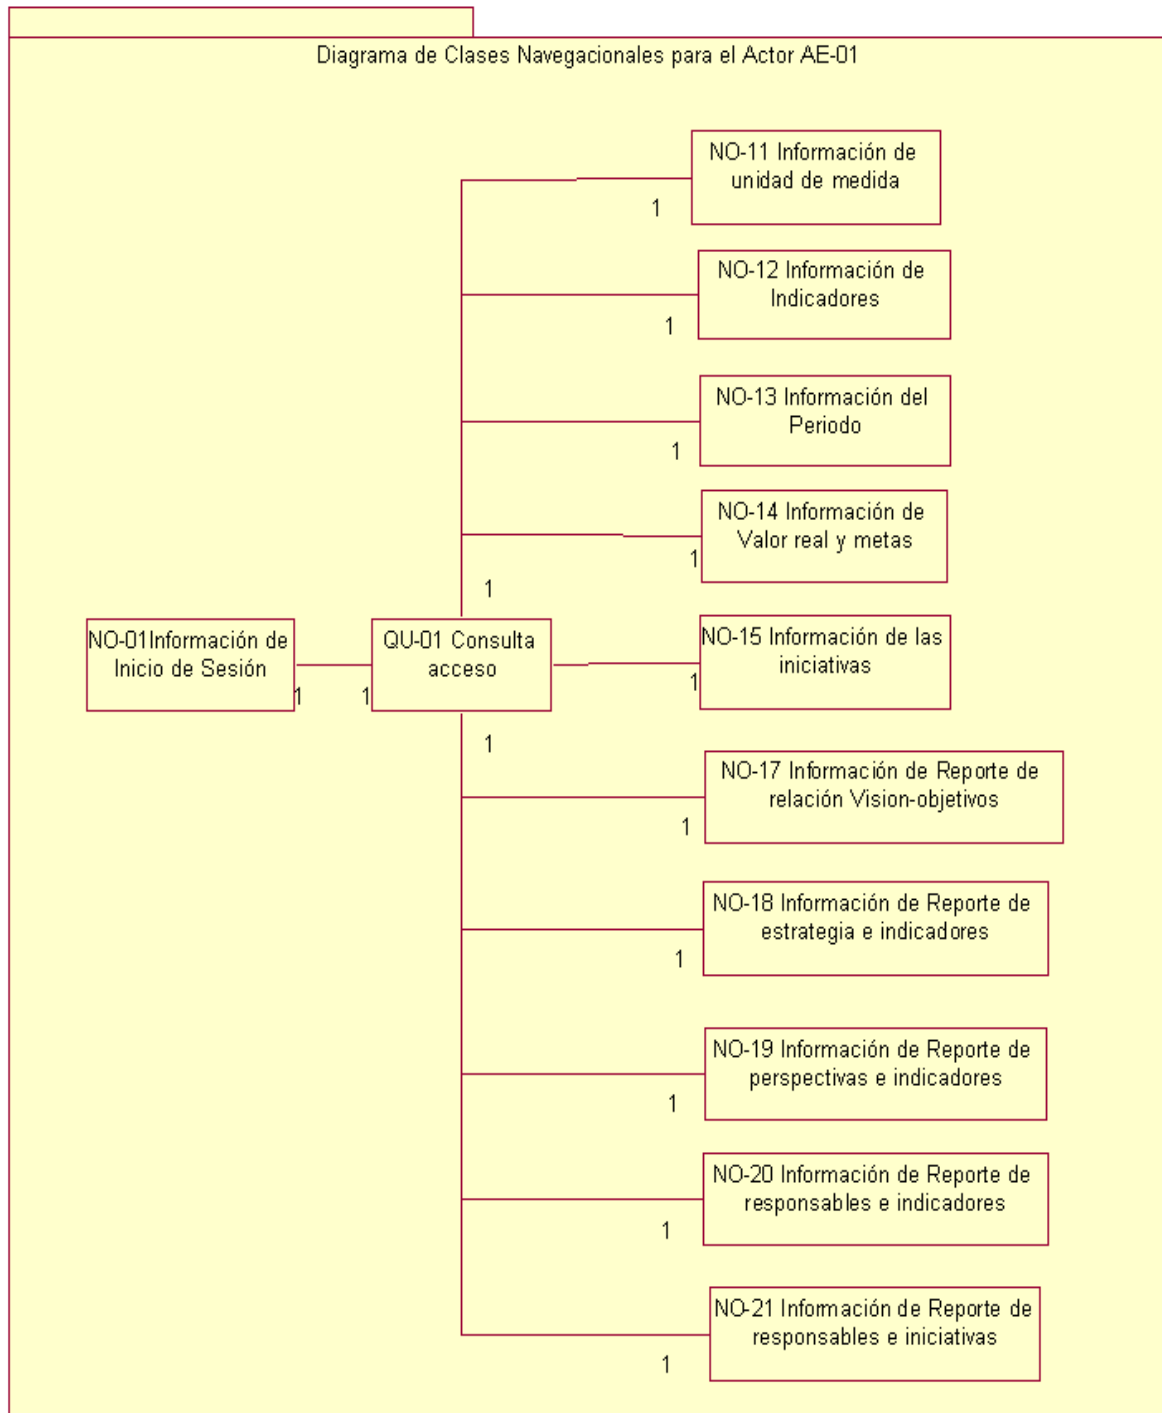 Diagrama de Clases Navegacionales para el Actor AE-01
NO-11 Información de
unidad de medida
1
NO-12 Información de
Indicadores
1
NO-13 Información del
Periodo
1
NO-14 Información de
Valor real y metas
1
1
NO-01Información de
Inicio de Sesión
1
1
QU-01 Consulta
acceso
NO-15 Información de las
iniciativas
1
1
NO-17 Información de Reporte de
relación Vision-objetivos
1
NO-18 Información de Reporte de
estrategia e indicadores
1
NO-19 Información de Reporte de
perspectivas e indicadores
1
NO-20 Información de Reporte de
responsables e indicadores
1
NO-21 Información de Reporte de
responsables e iniciativas
1